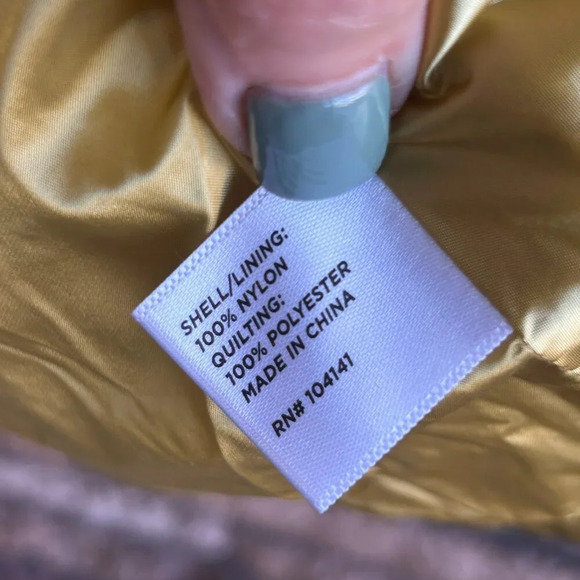 SHELL/LINING:
100% NYLON
QUILTING:
100% POLYESTER
MADE IN CHINA
RN# 104141